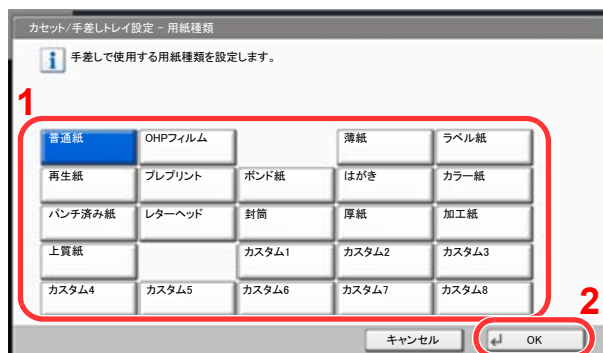 カセット/手差しトレイ設定 - 用紙種類
手差しで使用する用紙種類を設定します。
1
普通紙 OHPフィルム 薄紙 ラベル紙
再生紙 プレプリント ボンド紙 はがき カラー紙
パンチ済み紙 レターヘッド 封筒 厚紙 加工紙
上質紙 カスタム1 カスタム2 カスタム3
カスタム4 カスタム5 カスタム6 カスタム7 カスタム8
2
キャンセル OK